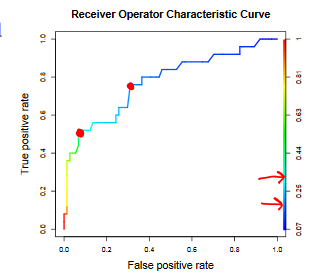 Receiver Operator Characteristic Curve
True positive rate
0.0 0.2 0.4 0.6 0.8 1.0
0.07 0.26 0.44 0.63 0.81 1
0.0 0.2 0.4 0.6 0.8 1.0
False positive rate